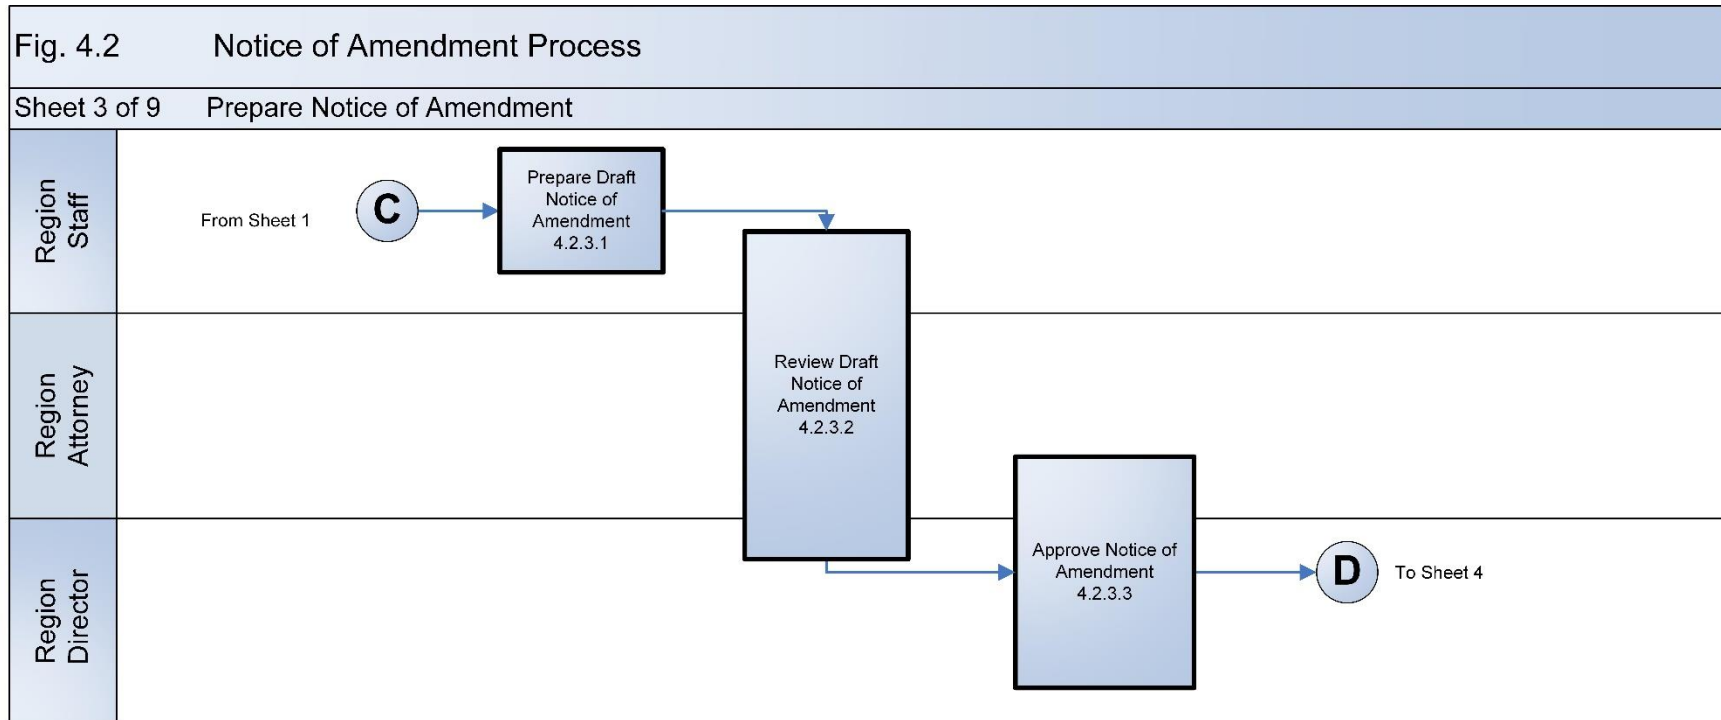 Fig. 4.2 Notice of Amendment Process
Sheet 3 of 9 Prepare Notice of Amendment
Region
Staff
From Sheet 1
C
Prepare Draft
Notice of
Amendment
4.2.3.1
Region
Attorney
Review Draft
Notice of
Amendment
4.2.3.2
Region
Director
Approve Notice of
Amendment
4.2.3.3
D
To Sheet 4